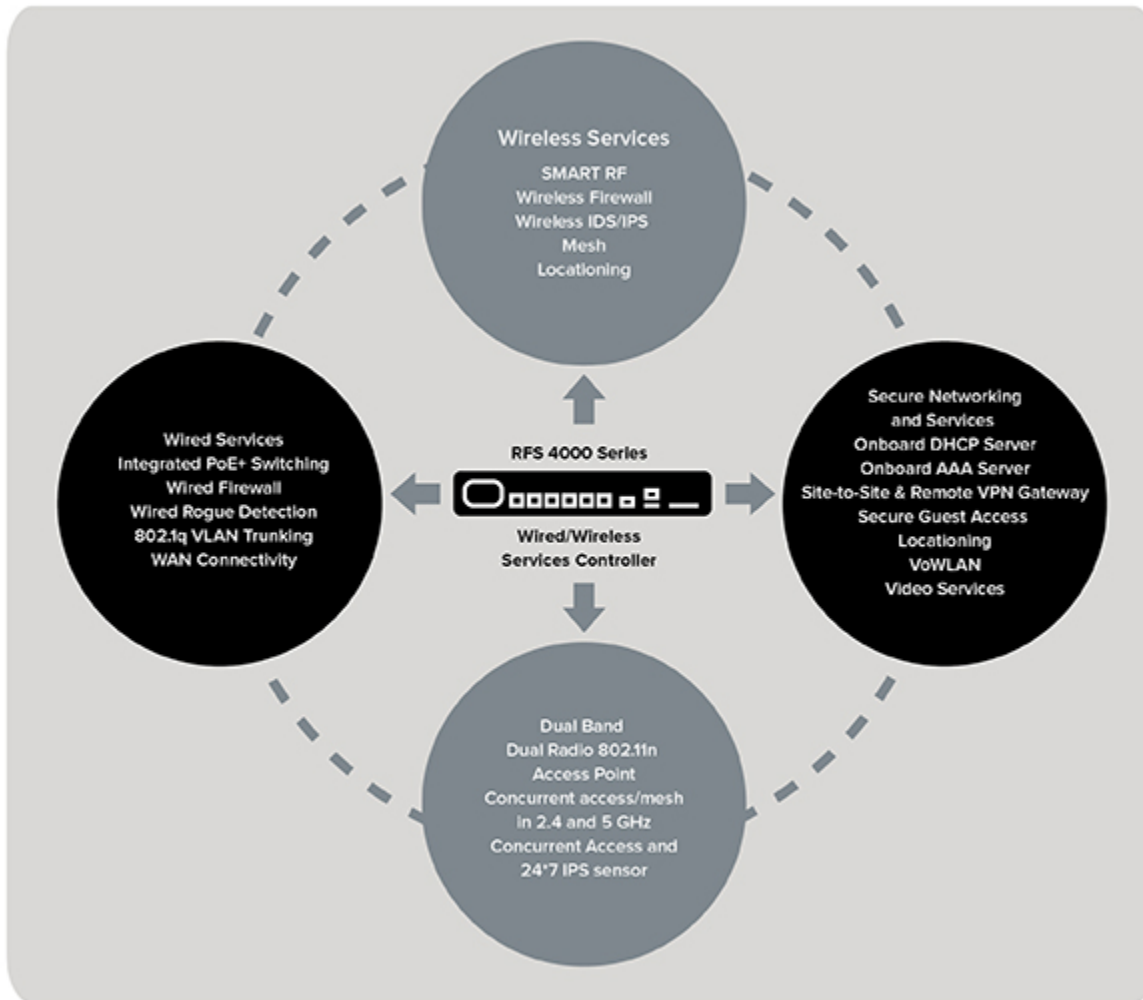 Wireless Services
SMART RF
Wireless Firewall
Wireless IDS/IPS
Mesh
Locationing
Wired Services
Integrated PoE+ Switching
Wired Firewall
Wired Rogue Detection
802.1q VLAN Trunking
WAN Connectivity
RFS 4000 Series
Wired/Wireless
Services Controller
Secure Networking
and Services
Onboard DHCP Server
Onboard AAA Server
Site-to-Site & Remote VPN Gateway
Secure Guest Access
Locationing
VoWLAN
Video Services
Dual Band
Dual Radio 802.11n
Access Point
Concurrent access/mesh
in 2.4 and 5 GHz
Concurrent Access and
24*7 IPS sensor